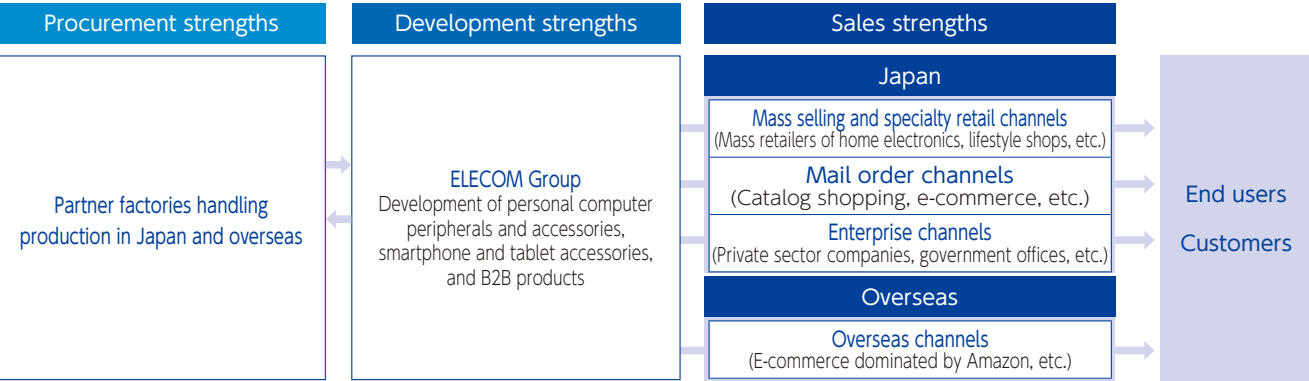 Procurement strengths
Development strengths
Sales strengths
Partner factories handling
production in Japan and overseas
ELECOM Group
Development of personal computer
peripherals and accessories,
smartphone and tablet accessories,
and B2B products
Japan
Mass selling and specialty retail channels
(Mass retailers of home electronics, lifestyle shops, etc.)
Mail order channels
(Catalog shopping, e-commerce, etc.)
Enterprise channels
(Private sector companies, government offices, etc.)
Overseas
Overseas channels
(E-commerce dominated by Amazon, etc.)
End users
Customers